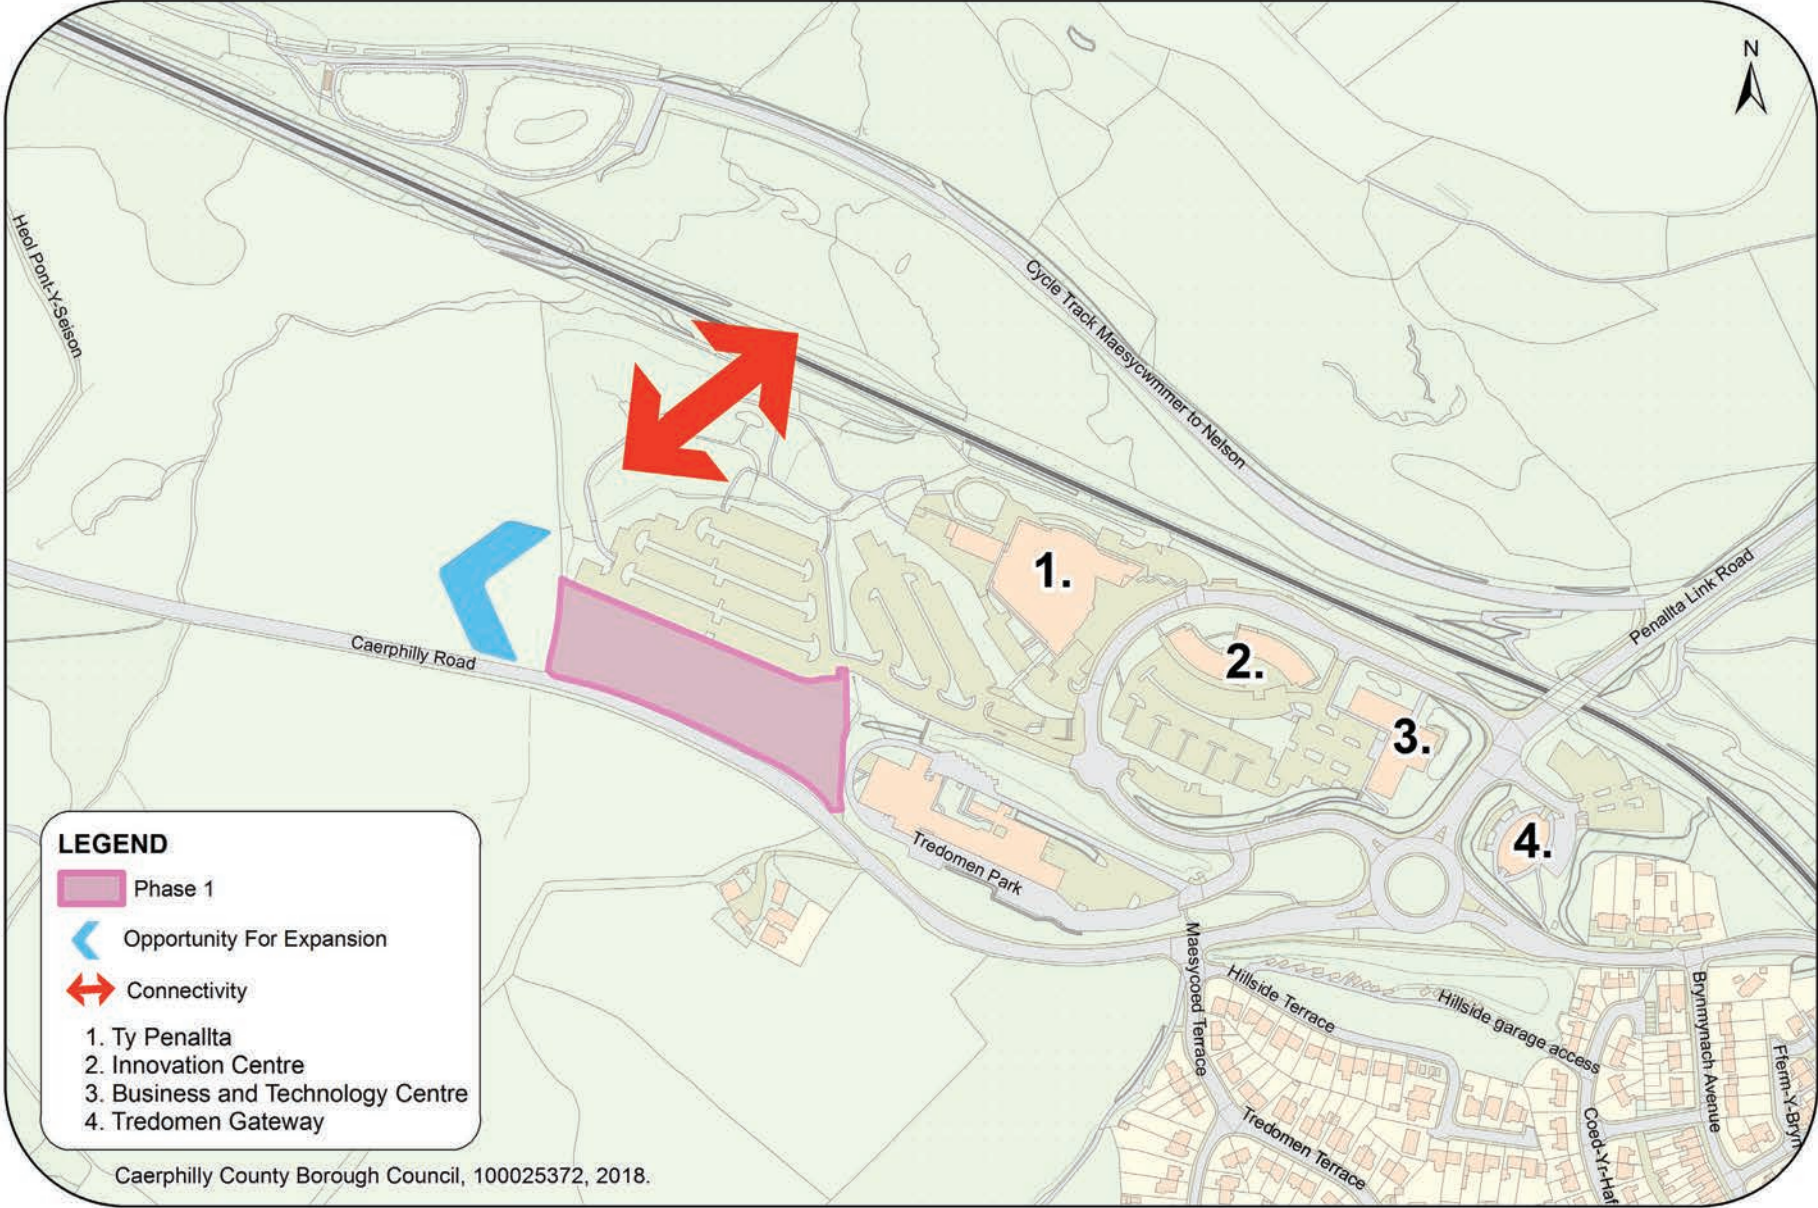 N
Heol Pont-Y-Seison
Cycle Track Maesycwmmer to Nelson
Penallta Link Road
1.
2.
3.
4.
Caerphilly Road
Tredomen Park
Maesycoed Terrace
Hillside Terrace
Hillside garage access
Brynmynach Avenue
Fferm-Y-Bryn
Coed-Yr-Haf
Tredomen Terrace
LEGEND
Phase 1
Opportunity For Expansion
Connectivity
1. Ty Penallta
2. Innovation Centre
3. Business and Technology Centre
4. Tredomen Gateway
Caerphilly County Borough Council, 100025372, 2018.